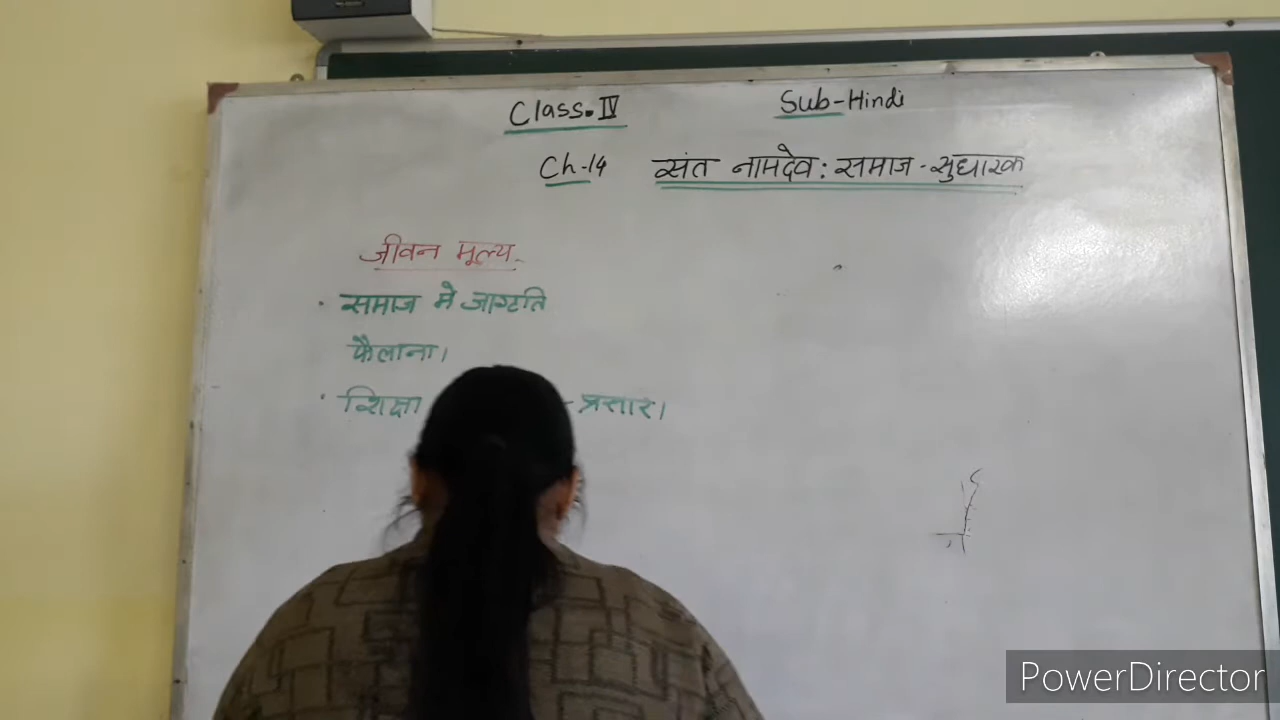 Class. IV Sub-Hindi
Ch-14 संत नामदेव : समाज - सुधारक
जीवन मूल्य -
· समाज मे जाग्रति
फैलाना।
· शिक्षा - प्रसार।
PowerDirector